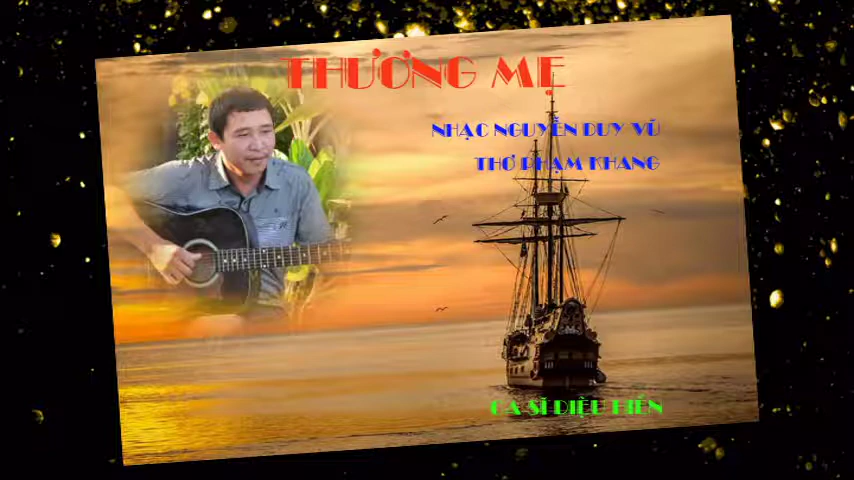 THƯƠNG MẸ
NHẠC NGUYỄN DUY VŨ
THƠ PHẠM KHANG
CA SĨ DIỆU HIỀN